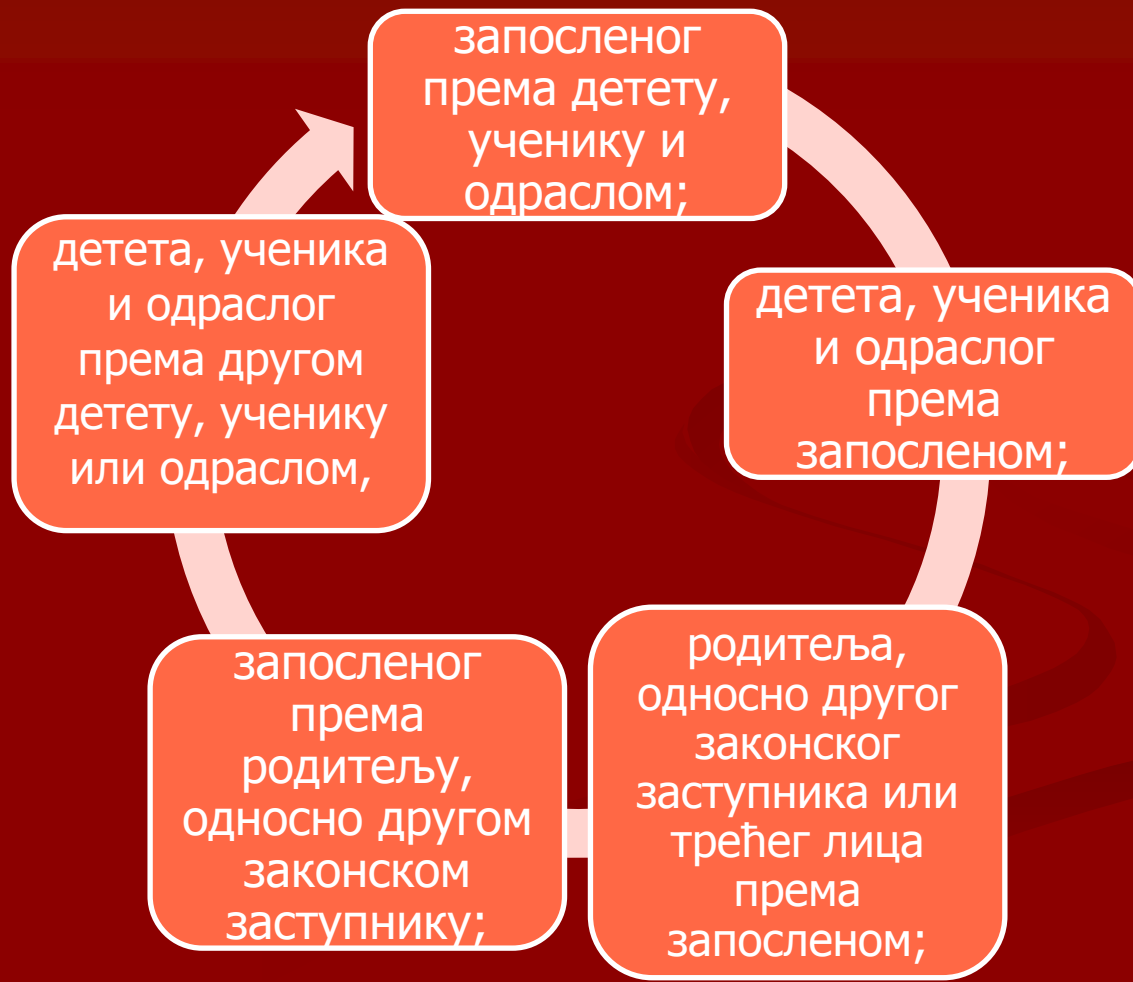 запосленог
према детету,
ученику и
одраслом;
детета, ученика
и одраслог
према
запосленом;
родитеља,
односно другог
законског
заступника или
трећег лица
према
запосленом;
запосленог
према
родитељу,
односно другом
законском
заступнику;
детета, ученика
и одраслог
према другом
детету, ученику
или одраслом,